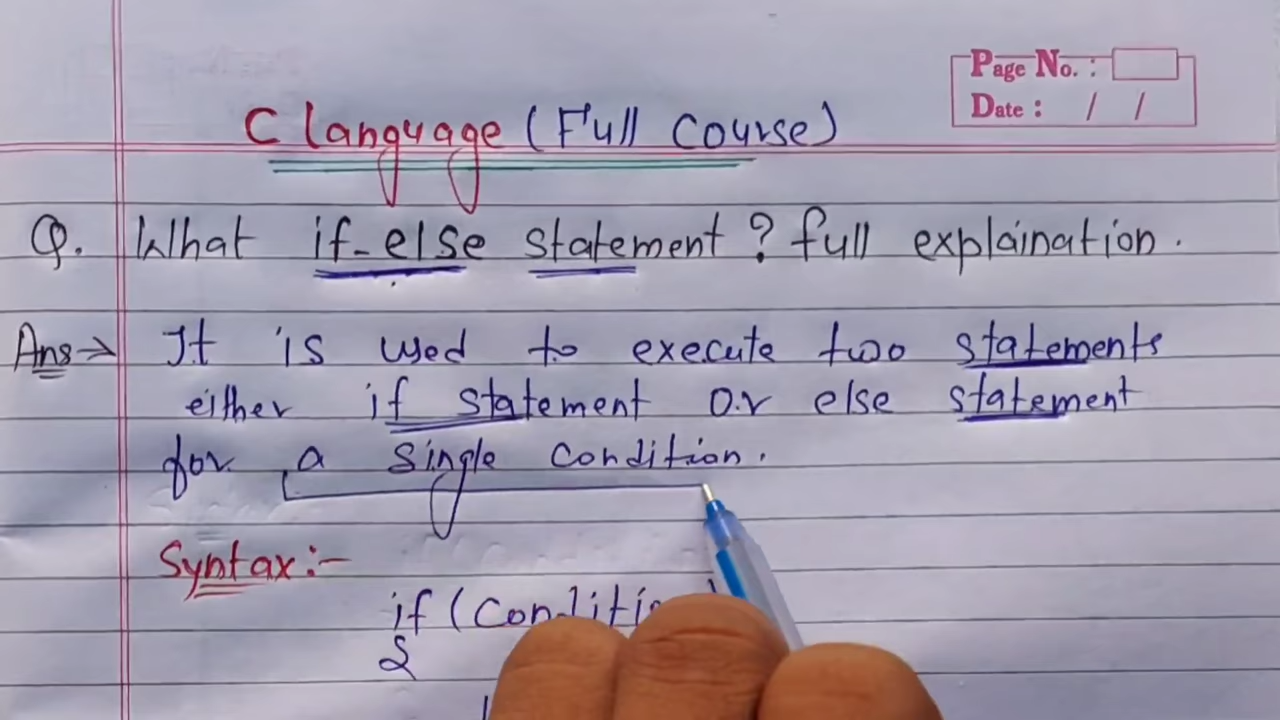 Page No. :
Date : / /
C language (Full Course)
Q. What if-else statement ? full explaination.
Ans→ It is used to execute two statements
either if statement or else statement
for a single condition.
Syntax:-
if (
{